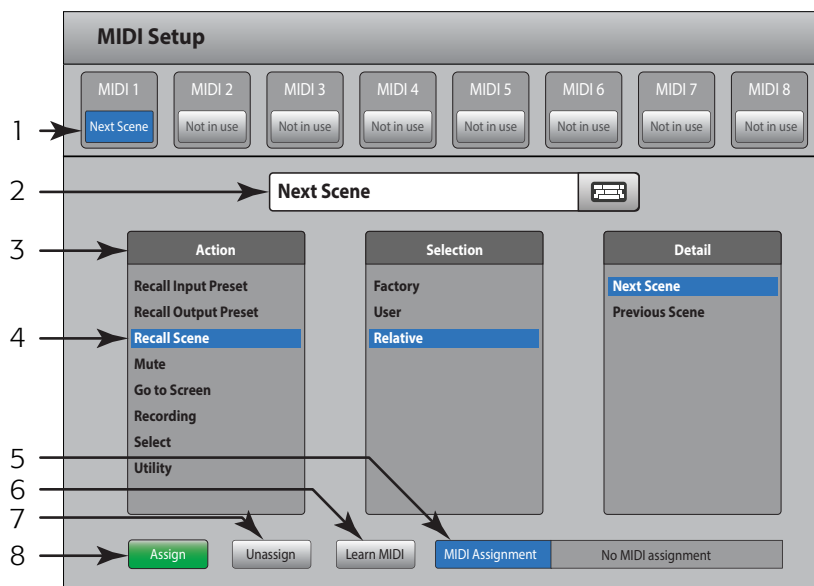 MIDI Setup
MIDI 1 MIDI 2 MIDI 3 MIDI 4 MIDI 5 MIDI 6 MIDI 7 MIDI 8
1 Next Scene Not in use Not in use Not in use Not in use Not in use Not in use Not in use
2 Next Scene
3 Action Selection Detail
Recall Input Preset Factory Next Scene
Recall Output Preset User Previous Scene
4 Recall Scene Relative
Mute
Go to Screen
Recording
Select
5
Utility
6
7
8 Assign Unassign Learn MIDI MIDI Assignment No MIDI assignment